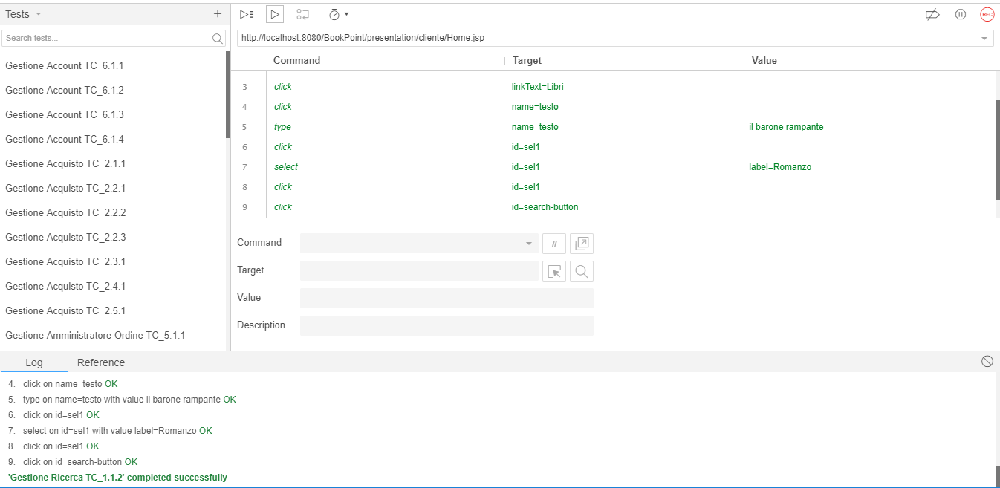 Tests
Search tests...
Gestione Account TC_6.1.1
Gestione Account TC_6.1.2
Gestione Account TC_6.1.3
Gestione Account TC_6.1.4
Gestione Acquisto TC_2.1.1
Gestione Acquisto TC_2.2.1
Gestione Acquisto TC_2.2.2
Gestione Acquisto TC_2.2.3
Gestione Acquisto TC_2.3.1
Gestione Acquisto TC_2.4.1
Gestione Acquisto TC_2.5.1
Gestione Amministratore Ordine TC_5.1.1
REC
http://localhost:8080/BookPoint/presentation/cliente/Home.jsp
Command Target Value
3 click linkText=Libri
4 click name=testo
5 type name=testo il barone rampante
6 click id=sel1
7 select id=sel1 label=Romanzo
8 click id=sel1
9 click id=search-button
Command //
Target
Value
Description
Log Reference
4. click on name=testo OK
5. type on name=testo with value il barone rampante OK
6. click on id=sel1 OK
7. select on id=sel1 with value label=Romanzo OK
8. click on id=sel1 OK
9. click on id=search-button OK
'Gestione Ricerca TC_1.1.2' completed successfully